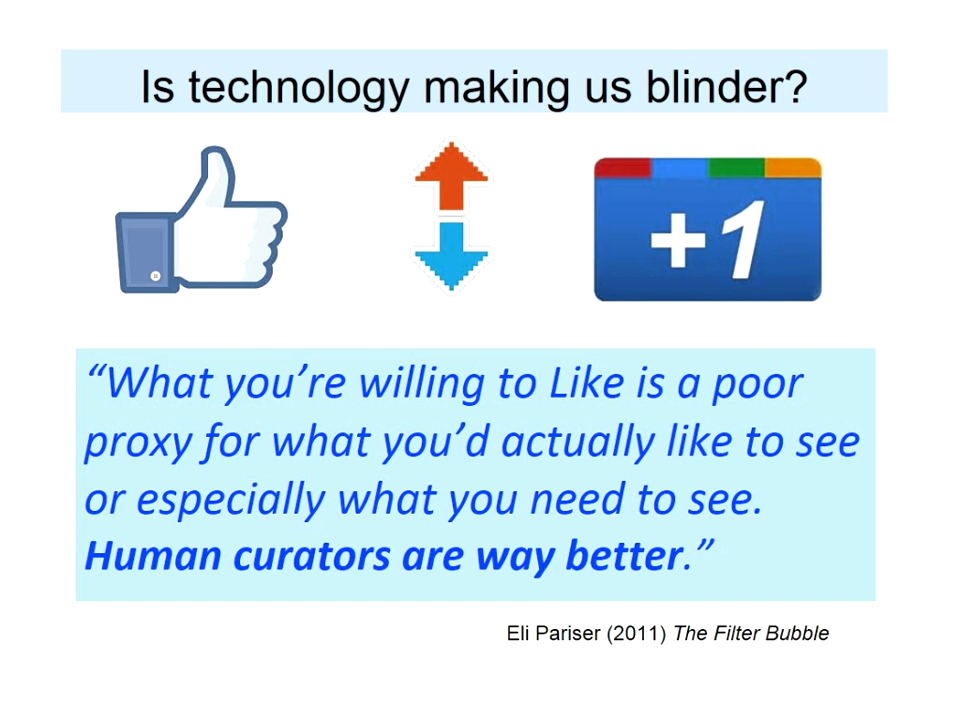 Is technology making us blinder?
+1
“What you’re willing to Like is a poor
proxy for what you’d actually like to see
or especially what you need to see.
Human curators are way better.”
Eli Pariser (2011) The Filter Bubble